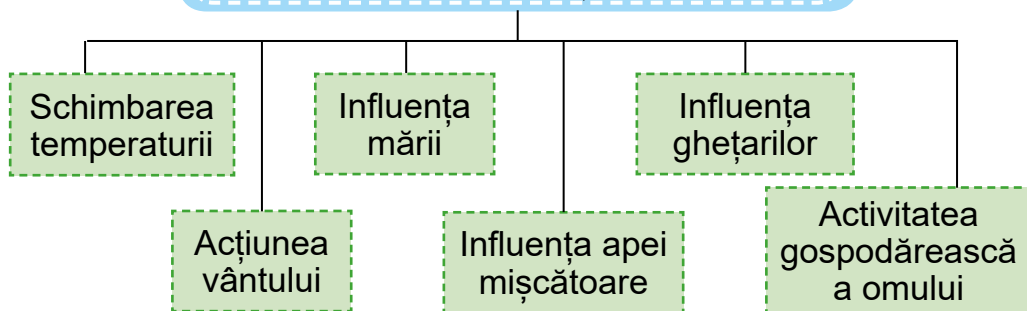 Schimbarea
temperaturii
Influența
mării
Influența
ghețarilor
Acțiunea
vântului
Influența apei
mișcătoare
Activitatea
gospodărească
a omului